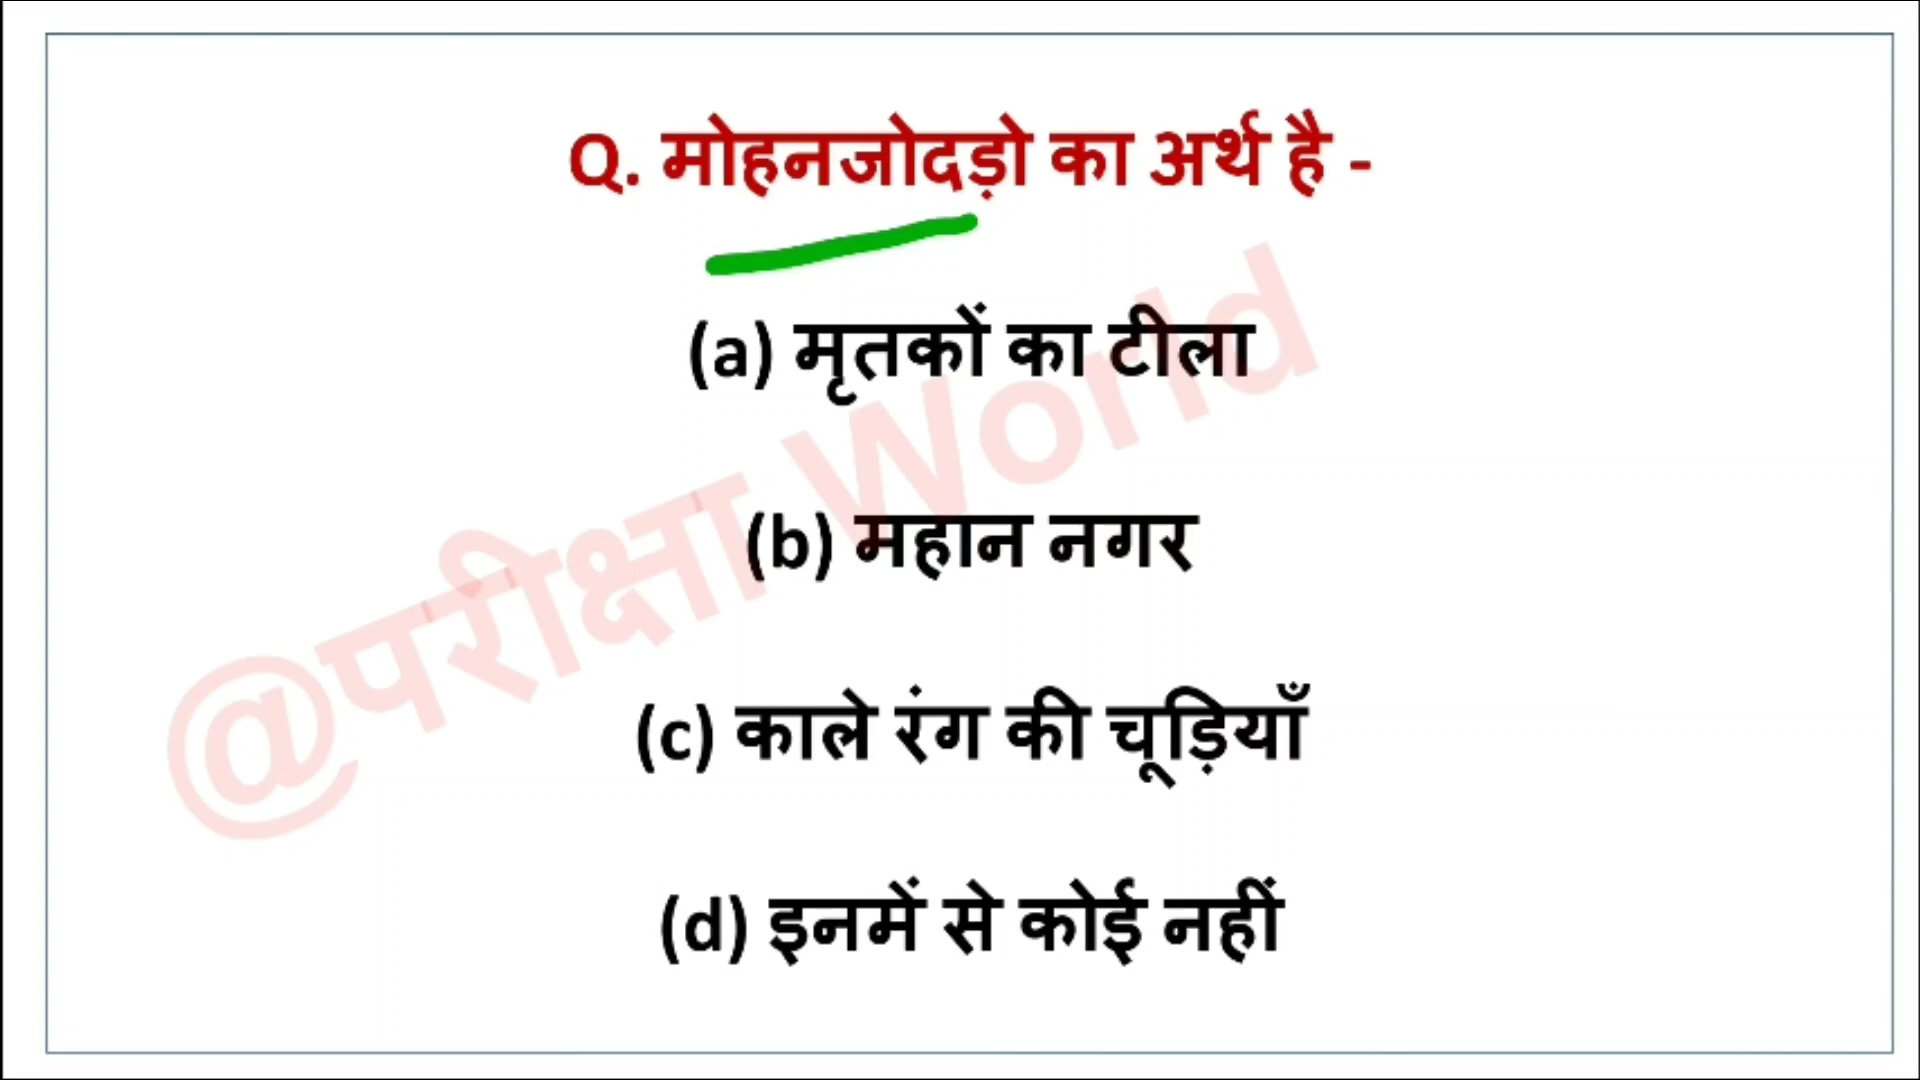 Q. मोहनजोदड़ो का अर्थ है -
(a) मृतकों का टीला
(b) महान नगर
(c) काले रंग की चूड़ियाँ
(d) इनमें से कोई नहीं
@परीक्षा World